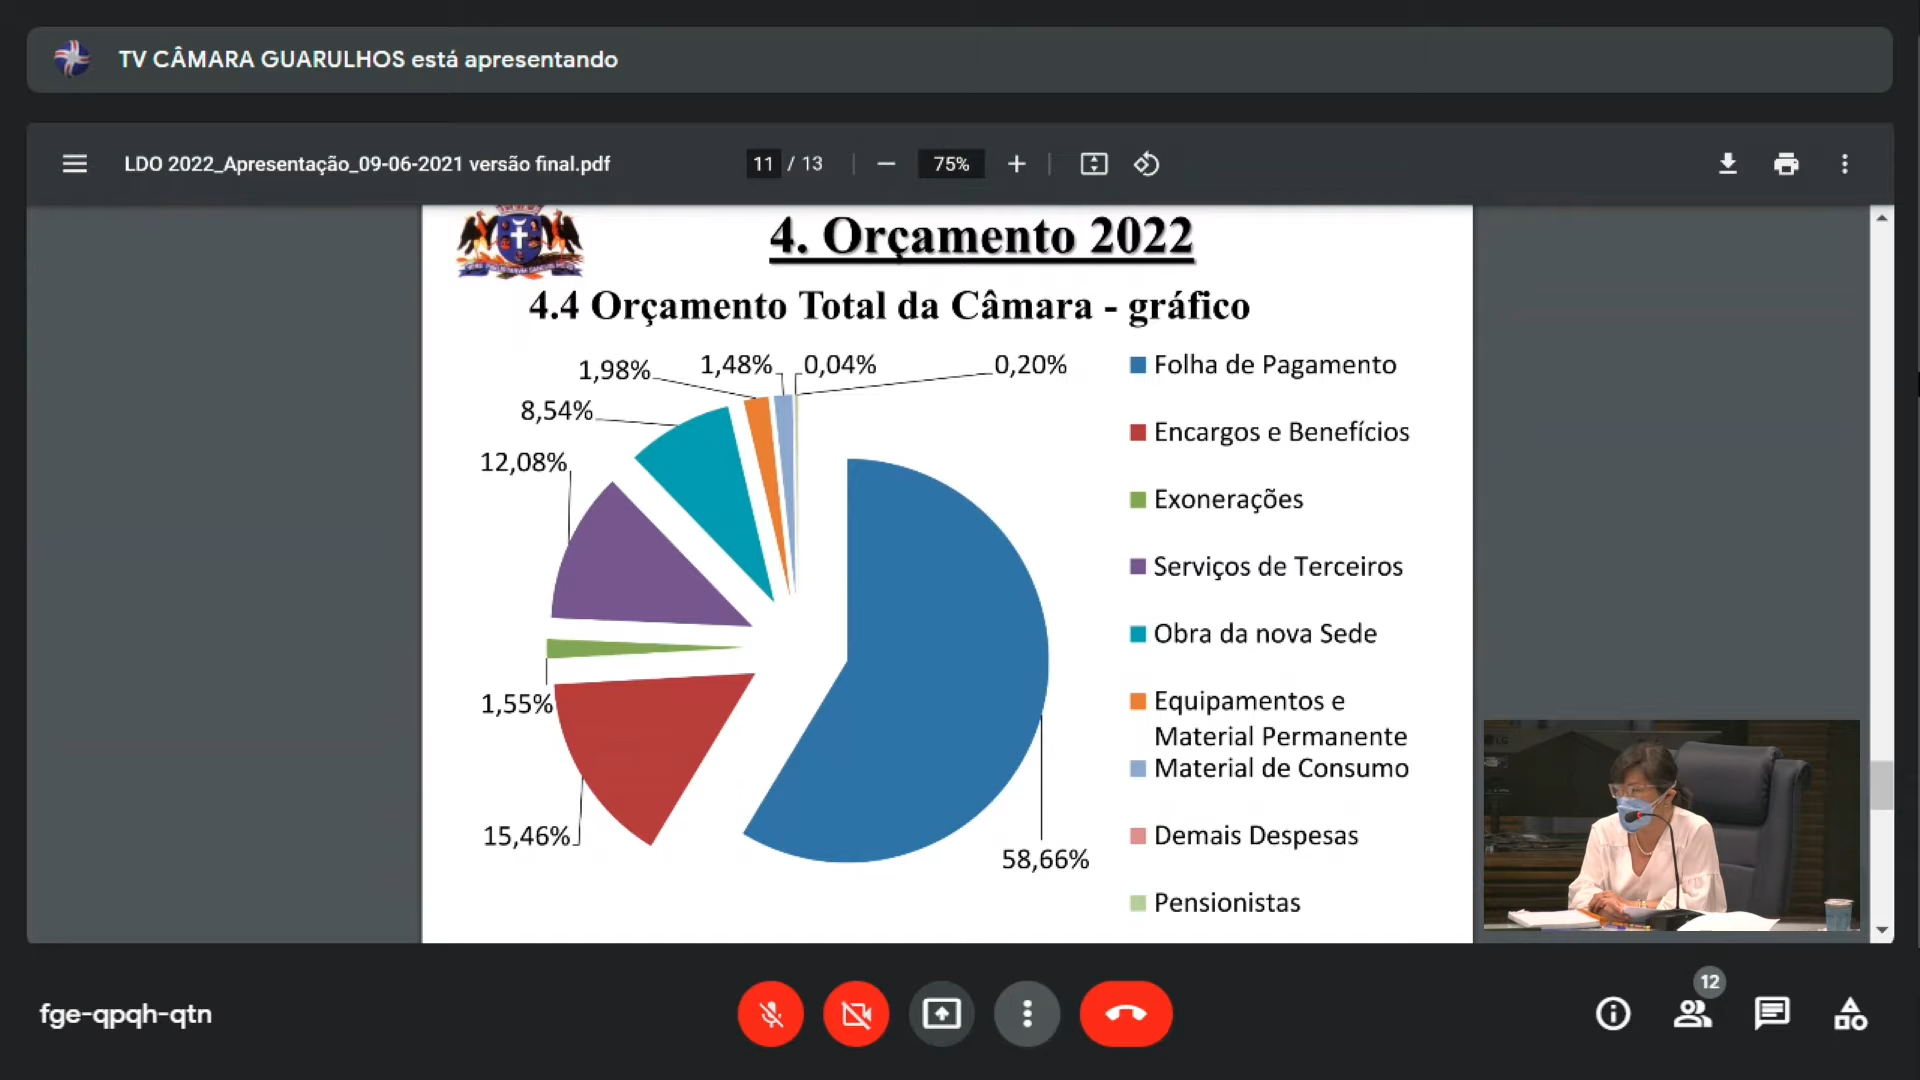 TV CÂMARA GUARULHOS está apresentando
LDO 2022_Apresentação_09-06-2021 versão final.pdf
11 / 13
75%
4. Orçamento 2022
4.4 Orçamento Total da Câmara - gráfico
1,98%
1,48%
0,04%
0,20%
8,54%
12,08%
1,55%
15,46%
58,66%
Folha de Pagamento
Encargos e Benefícios
Exonerações
Serviços de Terceiros
Obra da nova Sede
Equipamentos e
Material Permanente
Material de Consumo
Demais Despesas
Pensionistas
LG
fge-qpqh-qtn
12